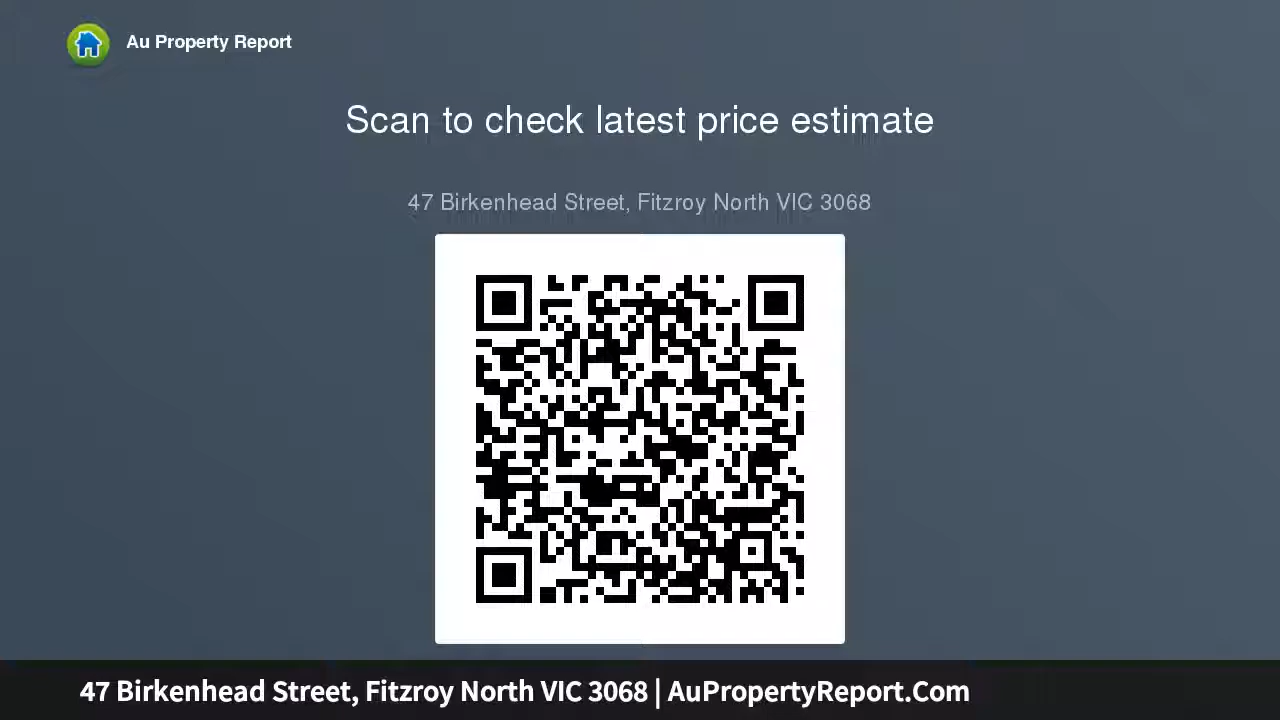 Au Property Report
Scan to check latest price estimate
47 Birkenhead Street, Fitzroy North VIC 3068
47 Birkenhead Street, Fitzroy North VIC 3068 | AuPropertyReport.Com